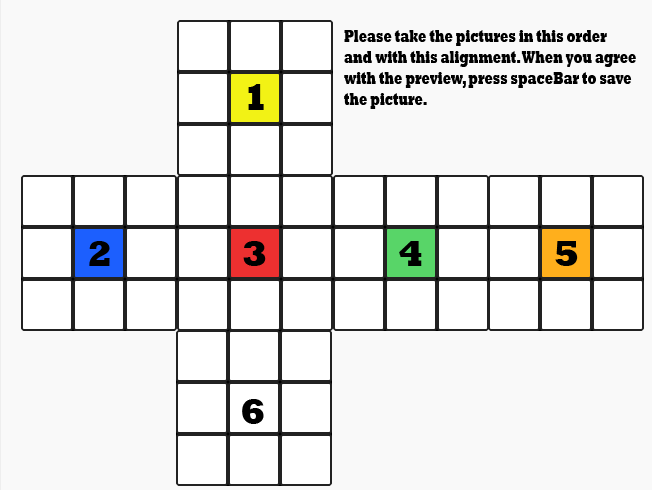 Please take the pictures in this order
and with this alignment.When you agree
with the preview, press spaceBar to save
the picture.
1
2 3 4 5
6